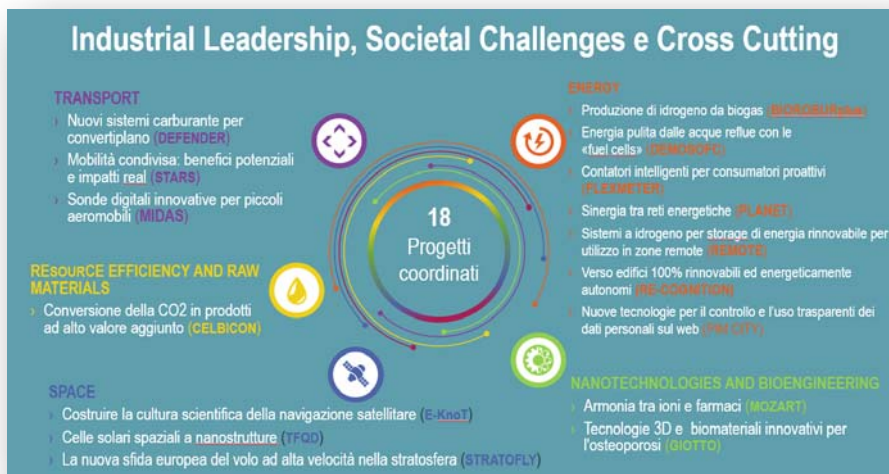 Industrial Leadership, Societal Challenges e Cross Cutting
TRANSPORT
› Nuovi sistemi carburante per
convertiplano (DEFENDER)
› Mobilità condivisa: benefici potenziali
e impatti real (STARS)
› Sonde digitali innovative per piccoli
aeromobili (MIDAS)
RESOURCE EFFICIENCY AND RAW
MATERIALS
› Conversione della CO2 in prodotti
ad alto valore aggiunto (CELBICON)
SPACE
› Costruire la cultura scientifica della navigazione satellitare (E-KnoT)
› Celle solari spaziali a nanostrutture (TFQD)
› La nuova sfida europea del volo ad alta velocità nella stratosfera (STRATOFLY)
18
Progetti
coordinati
ENERGY
› Produzione di idrogeno da biogas (BIOROBURplus)
› Energia pulita dalle acque reflue con le
«fuel cells» (DEMOSOFC)
› Contatori intelligenti per consumatori proattivi
(FLEXMETER)
› Sinergia tra reti energetiche (PLANET)
› Sistemi a idrogeno per storage di energia rinnovabile per
utilizzo in zone remote (REMOTE)
› Verso edifici 100% rinnovabili ed energeticamente
autonomi (RE-COGNITION)
› Nuove tecnologie per il controllo e l'uso trasparenti dei
dati personali sul web (PIM CITY)
NANOTECHNOLOGIES AND BIOENGINEERING
› Armonia tra ioni e farmaci (MOZART)
› Tecnologie 3D e biomateriali innovativi per
l'osteoporosi (GIOTTO)